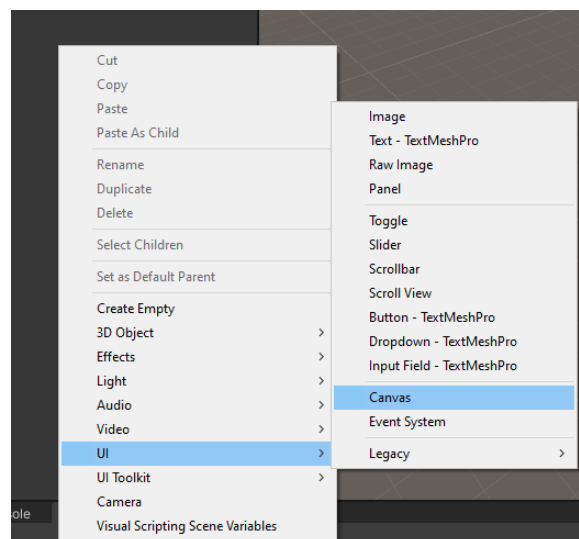 Cut
Copy
Paste
Paste As Child
Rename
Duplicate
Delete
Select Children
Set as Default Parent
Create Empty
3D Object
Effects
Light
Audio
Video
UI
UI Toolkit
Camera
Visual Scripting Scene Variables
Image
Text - TextMeshPro
Raw Image
Panel
Toggle
Slider
Scrollbar
Scroll View
Button - TextMeshPro
Dropdown - TextMeshPro
Input Field - TextMeshPro
Canvas
Event System
Legacy
sole